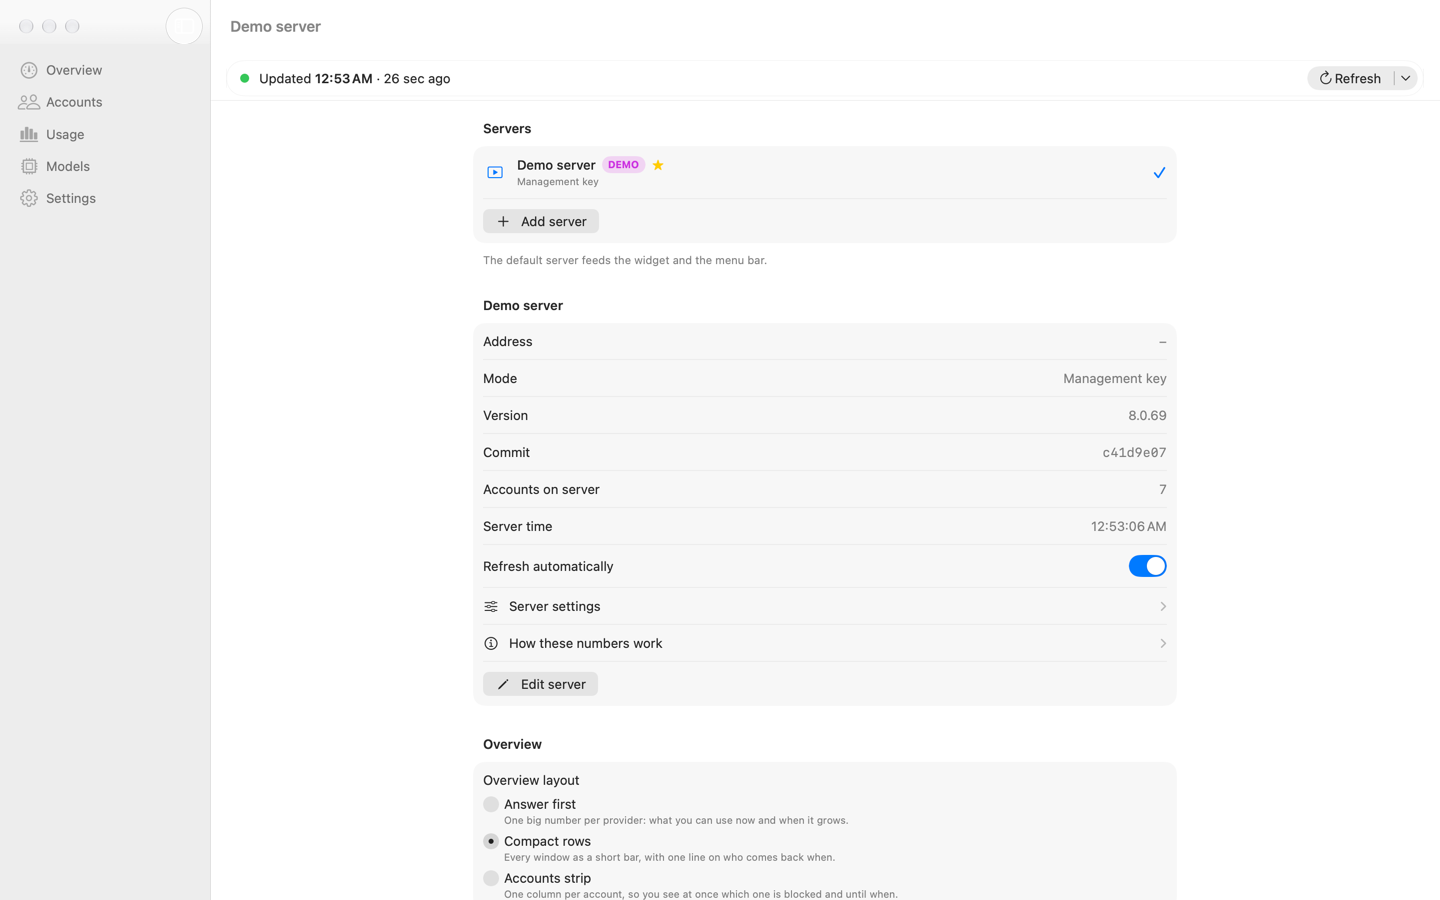 Demo server
Overview
Accounts
Usage
Models
Settings
Updated 12:53 AM · 26 sec ago
Refresh
Servers
Demo server DEMO
Management key
Add server
The default server feeds the widget and the menu bar.
Demo server
Address –
Mode Management key
Version 8.0.69
Commit c41d9e07
Accounts on server 7
Server time 12:53:06 AM
Refresh automatically
Server settings
How these numbers work
Edit server
Overview
Overview layout
Answer first
One big number per provider: what you can use now and when it grows.
Compact rows
Every window as a short bar, with one line on who comes back when.
Accounts strip
One column per account, so you see at once which one is blocked and until when.